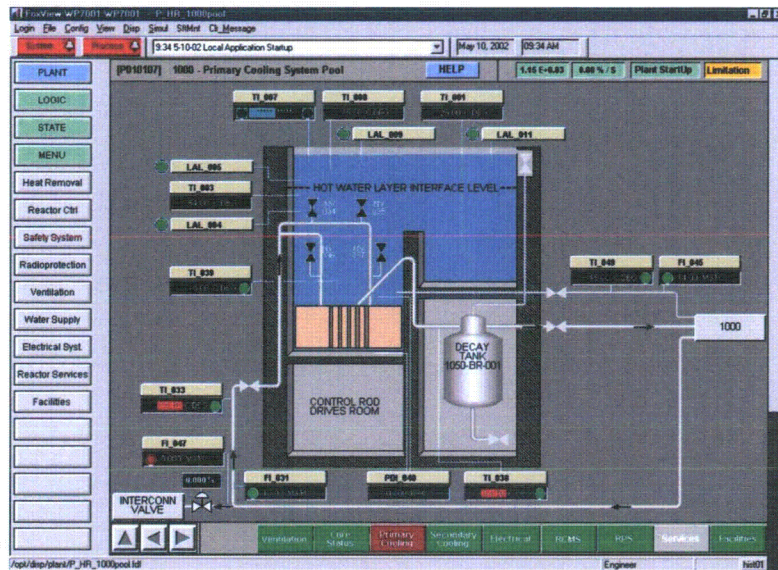 FoxView WP7001 WP7001 - P_HR_1000pool
Login File Config View Disp Simul SftMnt Clr_Message
System
Process
9:34 5-10-02 Local Application Startup
May 10, 2002
09:34 AM
PLANT
[P010107] 1000 - Primary Cooling System Pool
HELP
0.00 % / S
Plant StartUp
Limitation
LOGIC
STATE
MENU
Heat Removal
Reactor Ctrl
Safety System
Radioprotection
Ventilation
Water Supply
Electrical Syst.
Reactor Services
Facilities
TI_007
TI_008
TI_001
LAL_009
LAL_011
LAL_005
TI_003
HOT WATER LAYER INTERFACE LEVEL
LAL_004
TI_039
TI_049
FI_045
1000
DECAY
TANK
1050-BR-001
CONTROL ROD
DRIVES ROOM
TI_033
FI_047
FI_031
PDI_040
TI_036
INTERCONN
VALVE
Ventilation
Core
Status
Primary
Cooling
Secondary
Cooling
Electrical
RCMS
RPS
Services
Facilities
/opt/disp/plant/P_HR_1000pool.fdf
Engineer
hist01